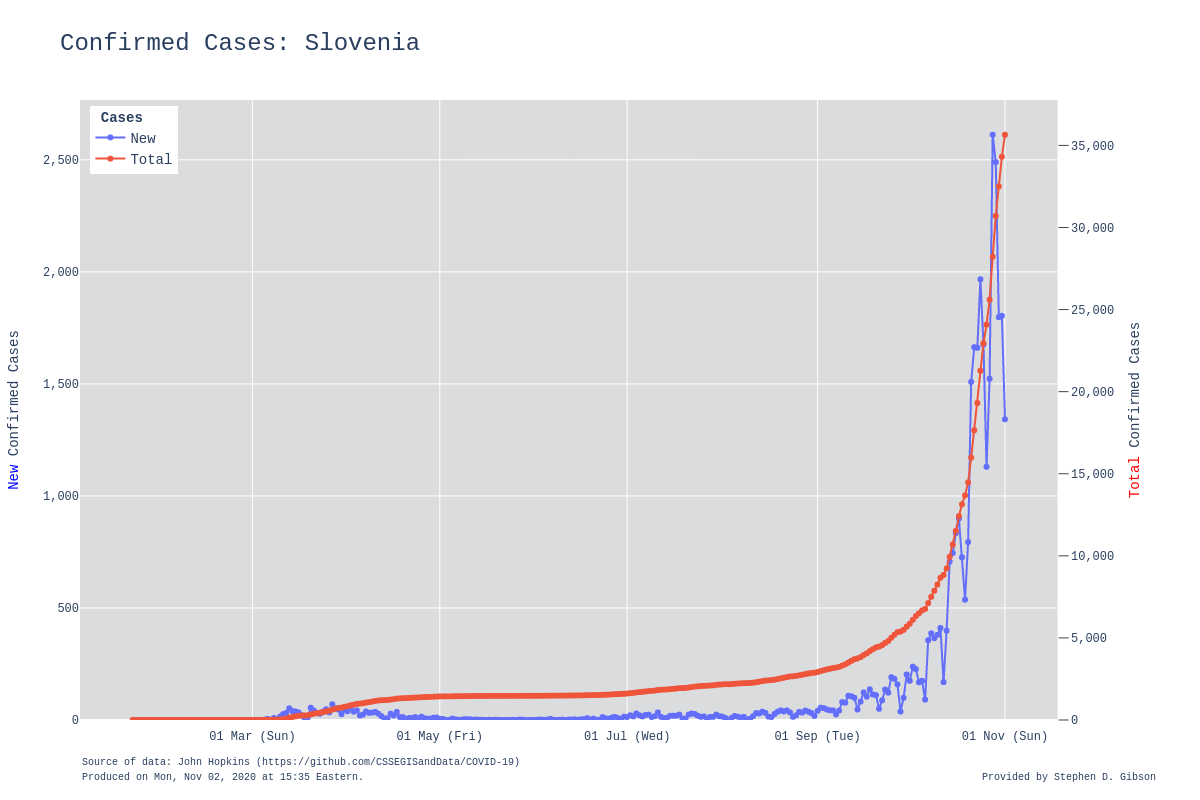 Confirmed Cases: Slovenia
Cases
New
Total
2,500
2,000
1,500
1,000
500
0
35,000
30,000
25,000
20,000
15,000
10,000
5,000
0
New Confirmed Cases
Total Confirmed Cases
01 Mar (Sun)
01 May (Fri)
01 Jul (Wed)
01 Sep (Tue)
01 Nov (Sun)
Source of data: John Hopkins (https://github.com/CSSEGISandData/COVID-19)
Produced on Mon, Nov 02, 2020 at 15:35 Eastern.
Provided by Stephen D. Gibson